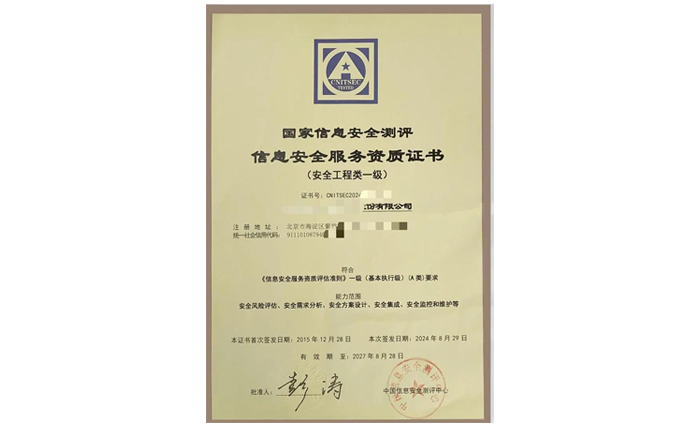 CNITSEC
TESTED
国家信息安全测评
信息安全服务资质证书
(安全工程类一级)
证书号:CNITSEC2024
份有限公司
注册地址:北京市海淀区
统一社会信用代码:911101087940
符合
《信息安全服务资质评估准则》一级(基本执行级)(A类)要求
能力范围
安全风险评估、安全需求分析、安全方案设计、安全集成、安全监控和维护等
本证书首次签发日期:2015年12月28日 本次签发日期:2024年8月29日
有效期至:2027年8月28日
批准人:彭涛
中国信息安全测评中心